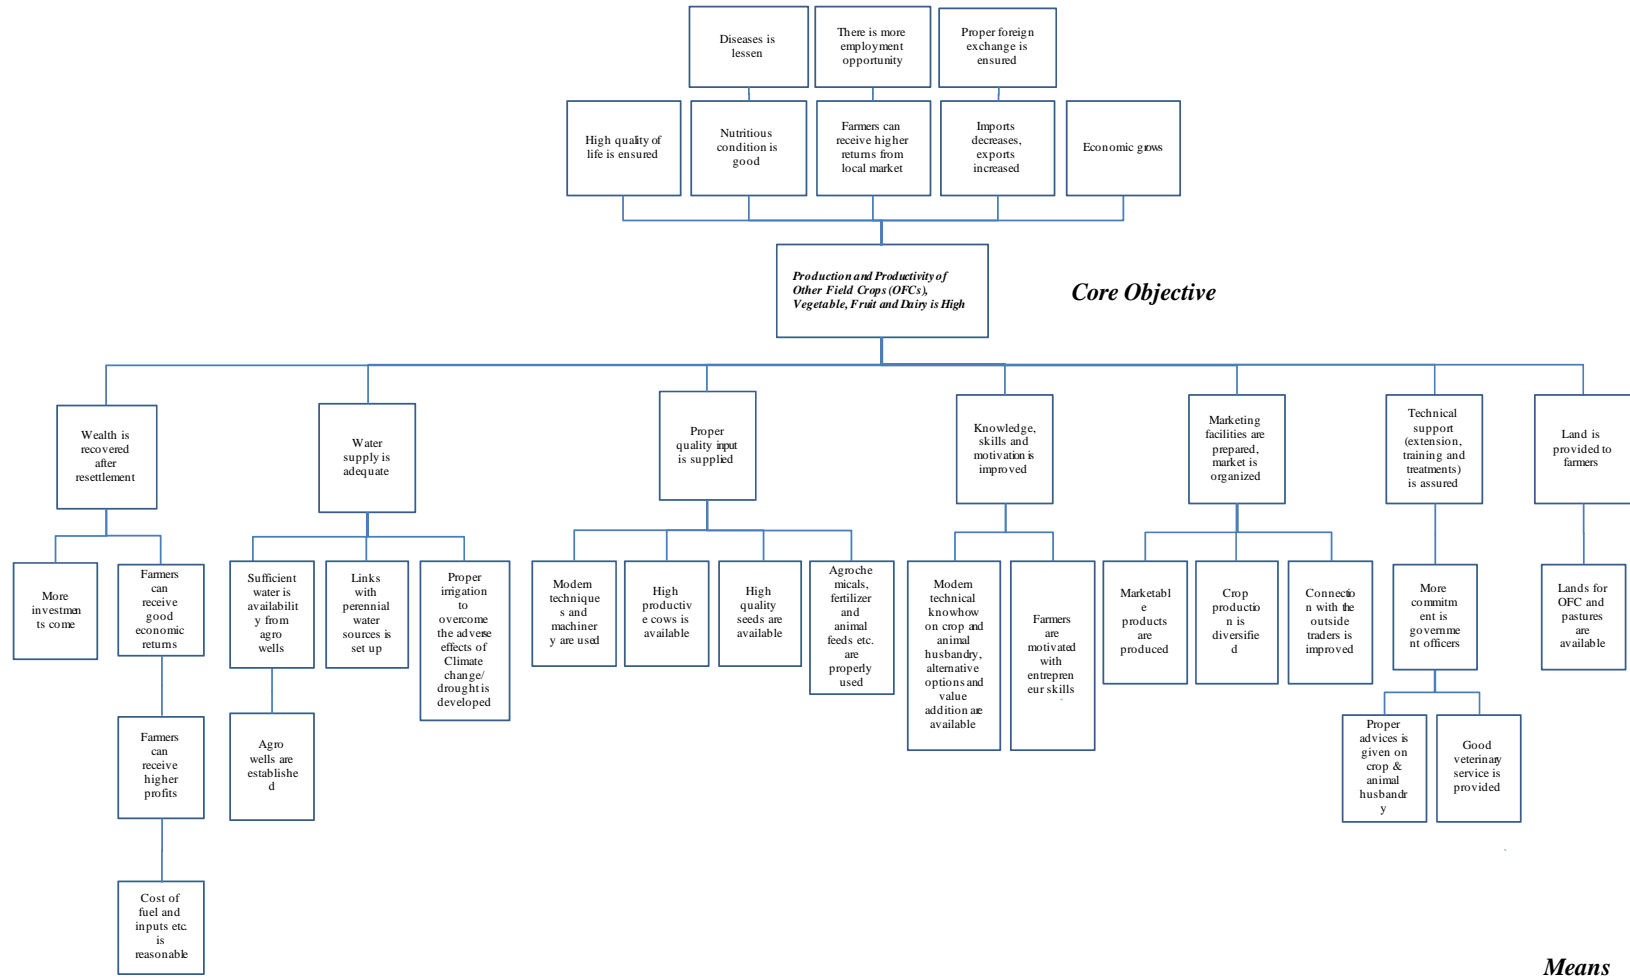 Diseases is
lessen
There is more
employment
opportunity
Proper foreign
exchange is
ensured
High quality of
life is ensured
Nutritious
condition is
good
Farmers can
receive higher
returns from
local market
Imports
decreases,
exports
increased
Economic grows
Production and Productivity of
Other Field Crops (OFCs),
Vegetable, Fruit and Dairy is High
Core Objective
Wealth is
recovered
after
resettlement
Water
supply is
adequate
Proper
quality input
is supplied
Knowledge,
skills and
motivation is
improved
Marketing
facilities are
prepared,
market is
organized
Technical
support
(extension,
training and
treatments)
is assured
Land is
provided to
farmers
More
investmen
ts come
Farmers
can
receive
good
economic
returns
Sufficient
water is
availabilit
y from
agro
wells
Links
with
perennial
water
sources is
set up
Proper
irrigation
to
overcome
the adverse
effects of
Climate
change/
drought is
developed
Modern
technique
s and
machiner
y are used
High
productiv
e cows is
available
High
quality
seeds are
available
Agroche
micals,
fertilizer
and
animal
feeds etc.
are
properly
used
Modern
technical
knowhow
on crop and
animal
husbandry,
alternative
options and
value
addition are
available
Farmers
are
motivated
with
entrepren
eur skills
Marketabl
e
products
are
produced
Crop
productio
n is
diversifie
d
Connectio
n with the
outside
traders is
improved
More
commitm
ent is
governme
nt officers
Lands for
OFC and
pastures
are
available
Farmers
can
receive
higher
profits
Agro
wells are
establishe
d
Proper
advices is
given on
crop &
animal
husbandr
y
Good
veterinary
service is
provided
Cost of
fuel and
inputs etc.
is
reasonable
Means